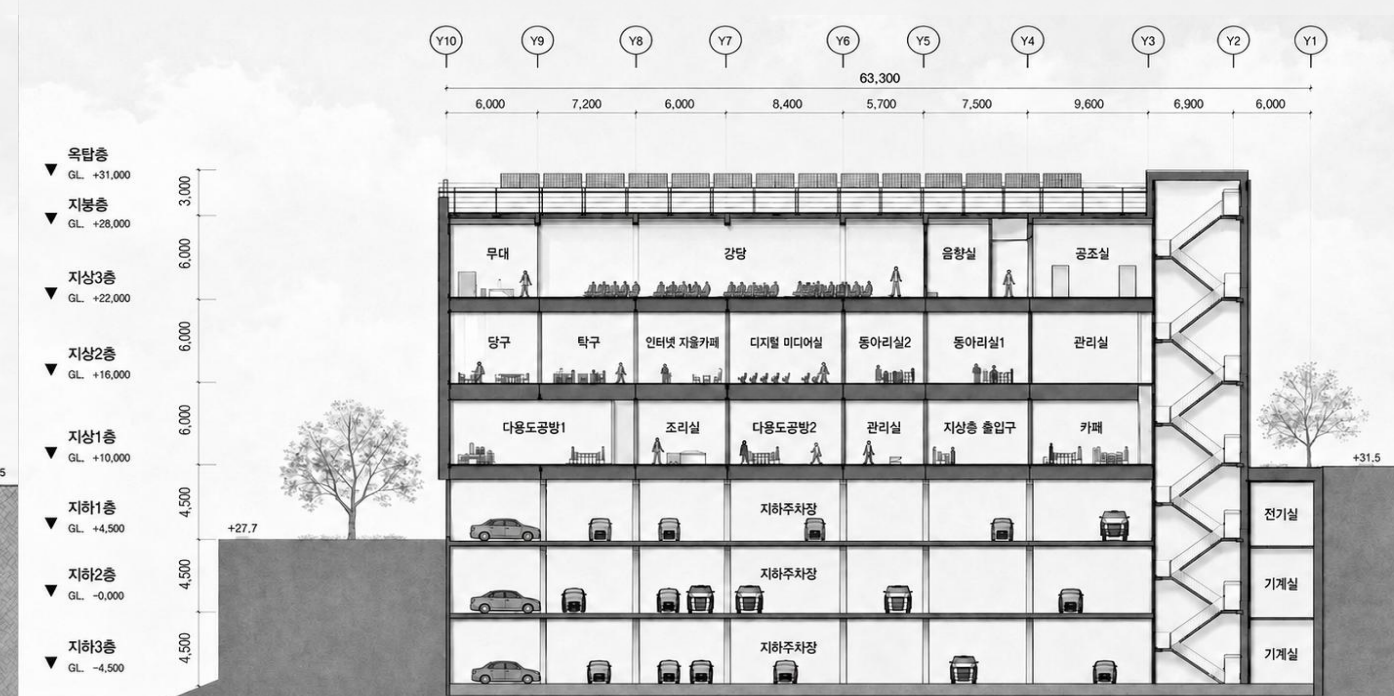 Y10 Y9 Y8 Y7 Y6 Y5 Y4 Y3 Y2 Y1
63,300
6,000 7,200 6,000 8,400 5,700 7,500 9,600 6,900 6,000
옥탑층
GL. +31,000
3,000
지붕층
GL. +28,000
6,000
지상3층
GL. +22,000
6,000
지상2층
GL. +16,000
6,000
지상1층
GL. +10,000
4,500
지하1층
GL. +4,500
4,500
지하2층
GL. -0,000
4,500
지하3층
GL. -4,500
무대 강당 음향실 공조실
당구 탁구 인터넷 자율카페 디지털 미디어실 동아리실2 동아리실1 관리실
다용도공방1 조리실 다용도공방2 관리실 지상층 출입구 카페
5
+31.5
지하주차장 전기실
+27.7
지하주차장 기계실
지하주차장 기계실